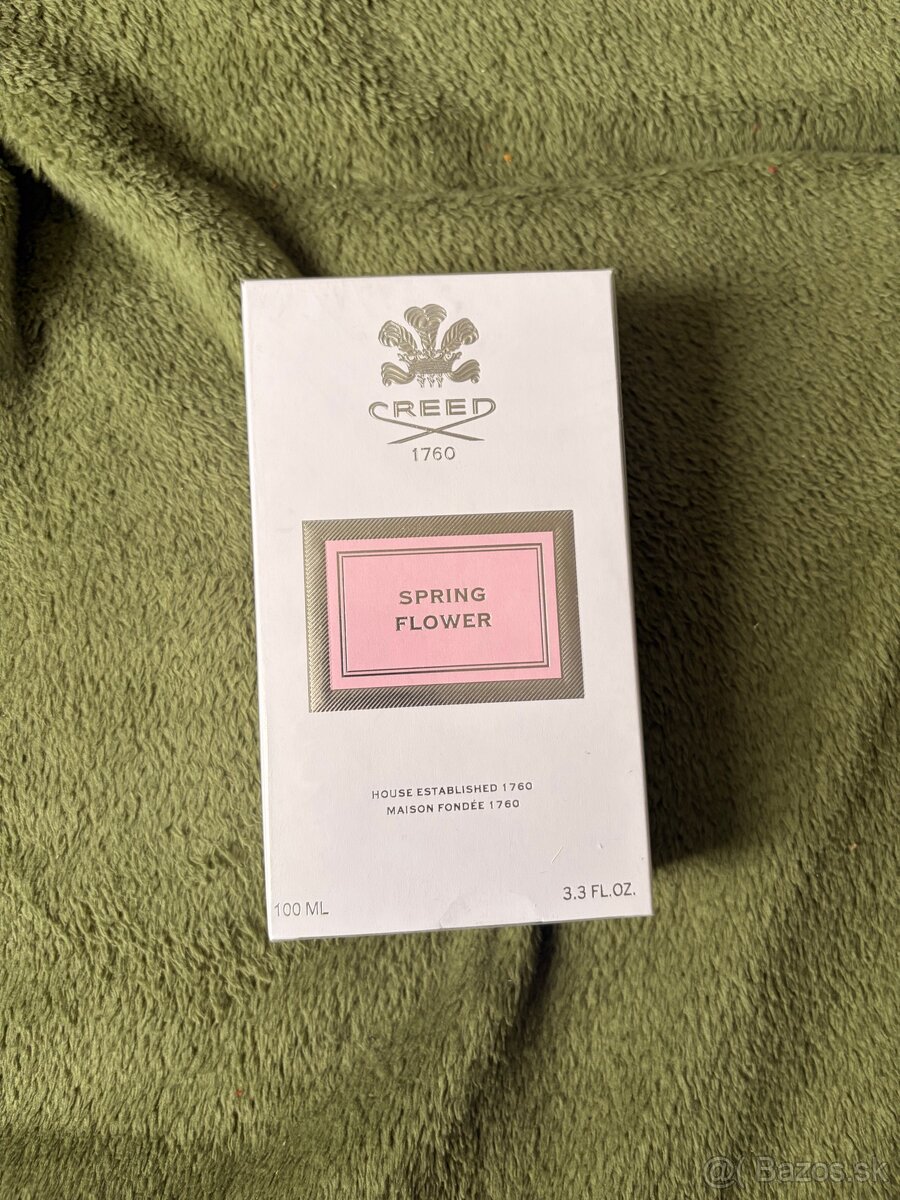 CREED
1760
SPRING
FLOWER
HOUSE ESTABLISHED 1760
MAISON FONDÉE 1760
100 ML
3.3 FL.OZ.
@( Bazos.sk